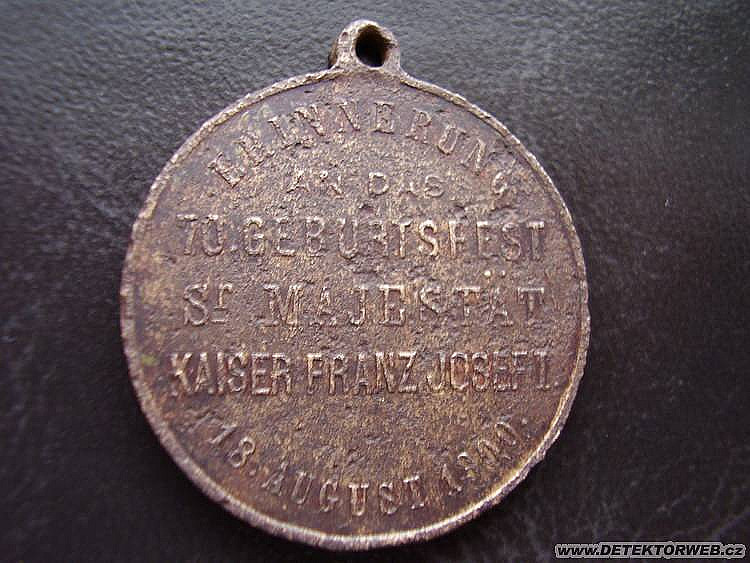 ERINNERUNG
AN DAS
70. GEBURTSFEST
Sr MAJESTÄT
KAISER FRANZ JOSEF I.
18. AUGUST 1900.
www.DETEKTORWEB.cz